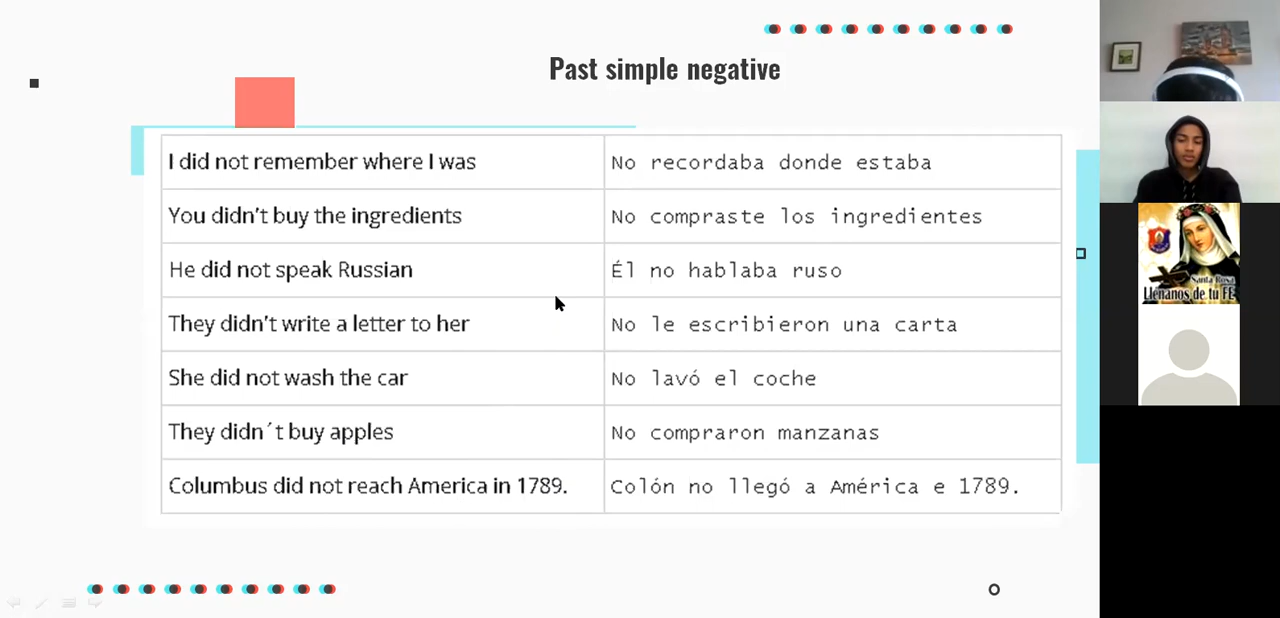 Past simple negative
I did not remember where I was
No recordaba donde estaba
You didn't buy the ingredients
No compraste los ingredientes
He did not speak Russian
Él no hablaba ruso
They didn't write a letter to her
No le escribieron una carta
She did not wash the car
No lavó el coche
They didn´t buy apples
No compraron manzanas
Columbus did not reach America in 1789.
Colón no llegó a América e 1789.
Santa Rosa
Llénanos de tu FE